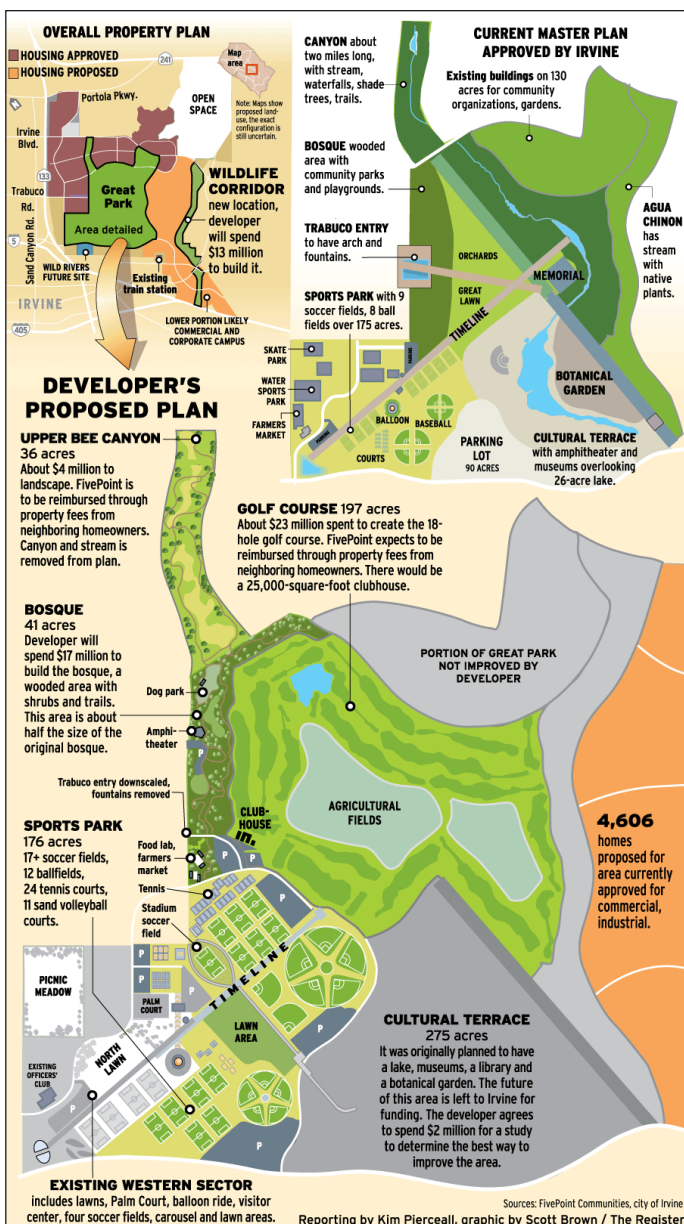 OVERALL PROPERTY PLAN
HOUSING APPROVED
HOUSING PROPOSED
241
Map
area
Portola Pkwy.
OPEN
SPACE
Note: Maps show
proposed land-
use, the exact
configuration is
still uncertain.
Irvine
Blvd.
133
Trabuco
Rd.
Great
Park
Area detailed
Sand Canyon Rd.
5
WILDLIFE
CORRIDOR
new location,
developer
will spend
$13 million
to build it.
WILD RIVERS
FUTURE SITE
Existing
train station
IRVINE
405
LOWER PORTION LIKELY
COMMERCIAL AND
CORPORATE CAMPUS
CURRENT MASTER PLAN
APPROVED BY IRVINE
CANYON about
two miles long,
with stream,
waterfalls, shade
trees, trails.
Existing buildings on 130
acres for community
organizations, gardens.
BOSQUE wooded
area with
community parks
and playgrounds.
AGUA
CHINON
has
stream
with
native
plants.
TRABUCO ENTRY
to have arch and
fountains.
ORCHARDS
MEMORIAL
GREAT
LAWN
SPORTS PARK with 9
soccer fields, 8 ball
fields over 175 acres.
TIMELINE
SKATE
PARK
PARKING
WATER
SPORTS
PARK
BOTANICAL
GARDEN
FARMERS
MARKET
PARKING
BALLOON
BASEBALL
COURTS
PARKING
LOT
90 ACRES
CULTURAL TERRACE
with amphitheater and
museums overlooking
26-acre lake.
DEVELOPER'S
PROPOSED PLAN
UPPER BEE CANYON
36 acres
About $4 million to
landscape. FivePoint is
to be reimbursed through
property fees from
neighboring homeowners.
Canyon and stream is
removed from plan.
GOLF COURSE 197 acres
About $23 million spent to create the 18-
hole golf course. FivePoint expects to be
reimbursed through property fees from
neighboring homeowners. There would be
a 25,000-square-foot clubhouse.
BOSQUE
41 acres
Developer will
spend $17 million to
build the bosque, a
wooded area with
shrubs and trails.
This area is about
half the size of the
original bosque.
Dog park
Amphi-
theater
P
PORTION OF GREAT PARK
NOT IMPROVED BY
DEVELOPER
Trabuco entry downscaled,
fountains removed
CLUB-
HOUSE
AGRICULTURAL
FIELDS
4,606
homes
proposed for
area currently
approved for
commercial,
industrial.
SPORTS PARK
176 acres
17+ soccer fields,
12 ballfields,
24 tennis courts,
11 sand volleyball
courts.
Food lab,
farmers
market
P
P
Tennis
P
Stadium
soccer
field
TIMELINE
P
P
PICNIC
MEADOW
PALM
COURT
P
LAWN
AREA
NORTH
LAWN
EXISTING
OFFICERS'
CLUB
P
P
CULTURAL TERRACE
275 acres
It was originally planned to have
a lake, museums, a library and
a botanical garden. The future
of this area is left to Irvine for
funding. The developer agrees
to spend $2 million for a study
to determine the best way to
improve the area.
EXISTING WESTERN SECTOR
includes lawns, Palm Court, balloon ride, visitor
center, four soccer fields, carousel and lawn areas.
Sources: FivePoint Communities, city of Irvine
Reporting by Kim Pierceall, graphic by Scott Brown / The Register